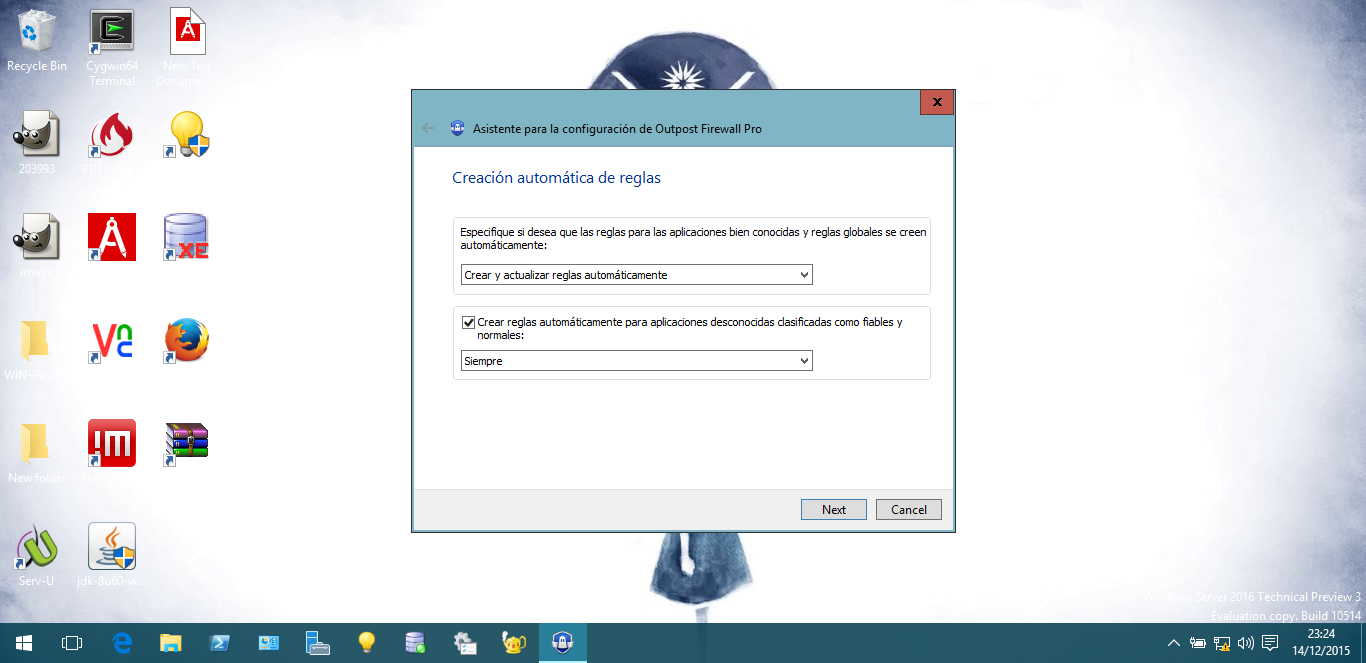 Recycle Bin
Cygwin64
Terminal
New Text
Documen...
203993
Serv-U
jdk-8u60-w...
New folder
Asistente para la configuración de Outpost Firewall Pro
x
Creación automática de reglas
Especifique si desea que las reglas para las aplicaciones bien conocidas y reglas globales se creen
automáticamente:
Crear y actualizar reglas automáticamente
Crear reglas automáticamente para aplicaciones desconocidas clasificadas como fiables y
normales:
Siempre
Next
Cancel
XE
Server 2016 Technical Preview 3
Evaluation copy. Build 10514
23:24
14/12/2015